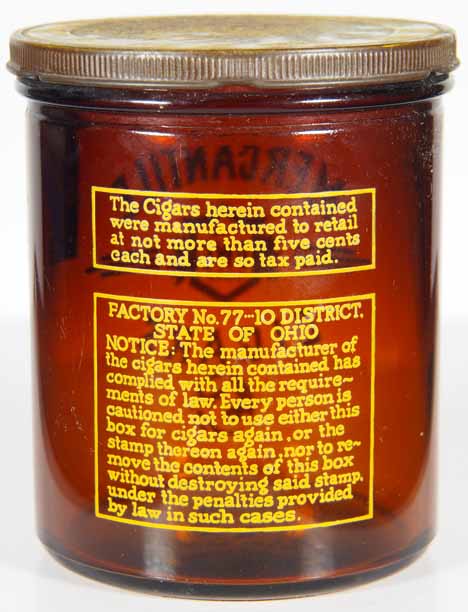 The Cigars herein contained
were manufactured to retail
at not more than five cents
each and are so tax paid.
FACTORY No. 77---10 DISTRICT,
STATE OF OHIO
NOTICE: The manufacturer of
the cigars herein contained has
complied with all the require~
ments of law. Every person is
cautioned not to use either this
box for cigars again, or the
stamp thereon again, nor to re~
move the contents of this box
without destroying said stamp,
under the penalties provided
by law in such cases.